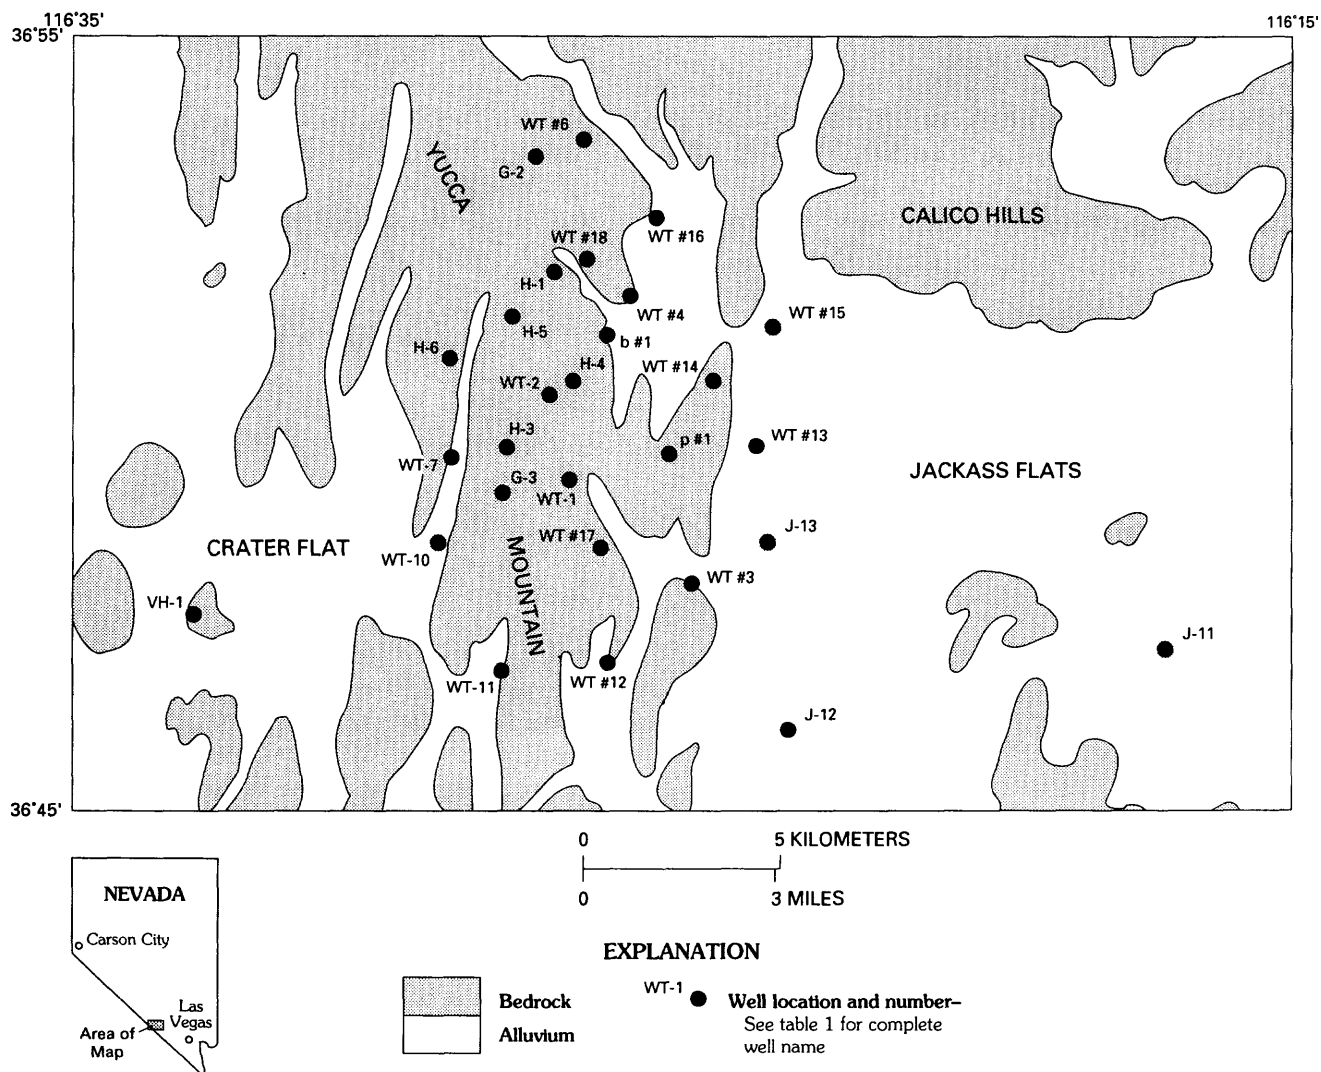 116°35'
116°15'
36°55'
WT #6
G-2
YUCCA
WT #16
CALICO HILLS
WT #18
H-1
WT #4
WT #15
H-5
b #1
H-6
H-4
WT #14
WT-2
H-3
p #1
WT #13
WT-7
G-3
WT-1
JACKASS FLATS
J-13
WT #17
CRATER FLAT
WT-10
MOUNTAIN
WT #3
VH-1
J-11
WT-11
WT #12
J-12
36°45'
0 5 KILOMETERS
0 3 MILES
NEVADA
Carson City
Las
Vegas
Area of
Map
EXPLANATION
Bedrock
Alluvium
WT-1
Well location and number–
See table 1 for complete
well name